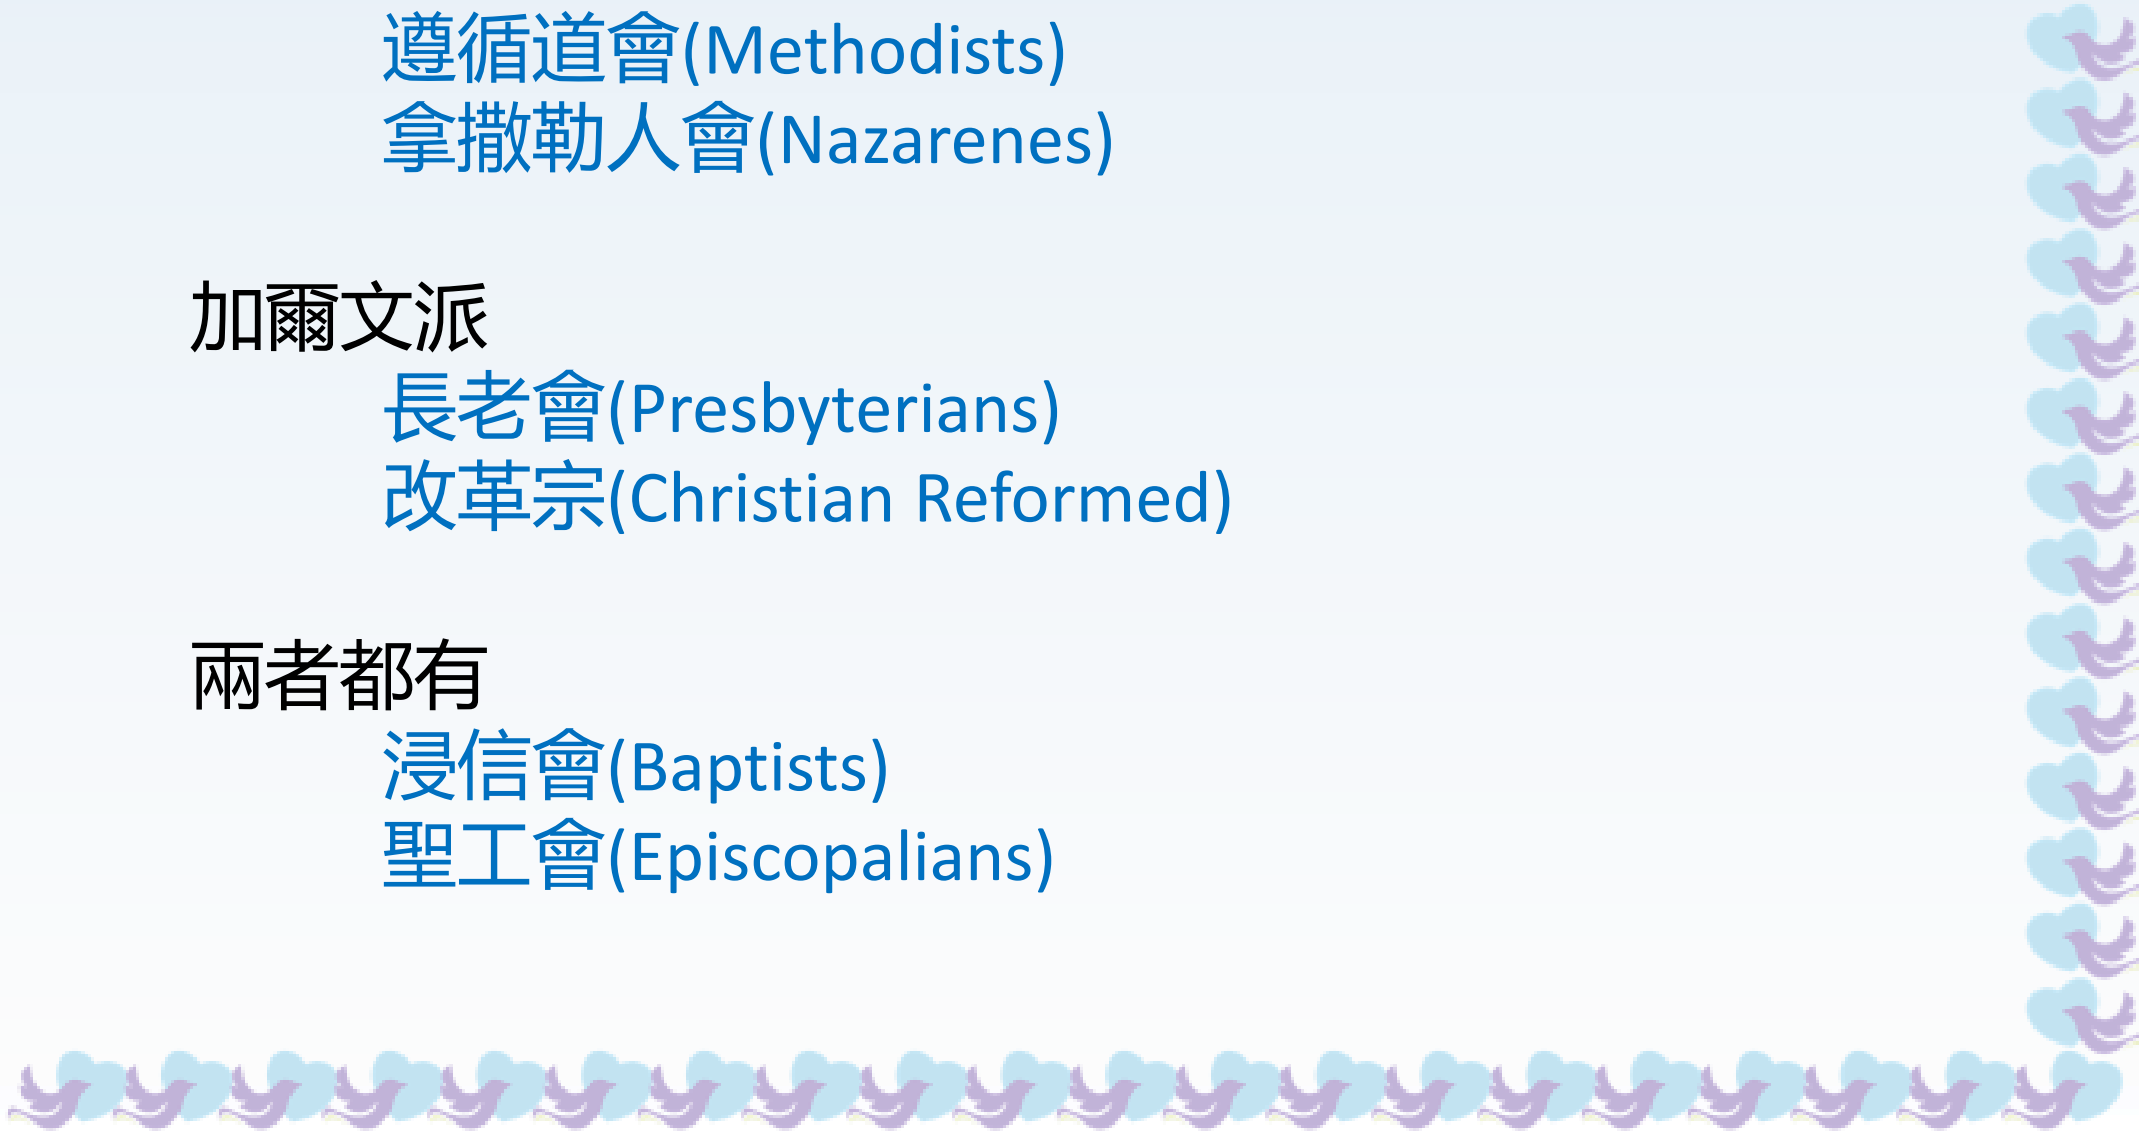 遵循道會(Methodists)
拿撒勒人會(Nazarenes)
加爾文派
長老會(Presbyterians)
改革宗(Christian Reformed)
兩者都有
浸信會(Baptists)
聖工會(Episcopalians)